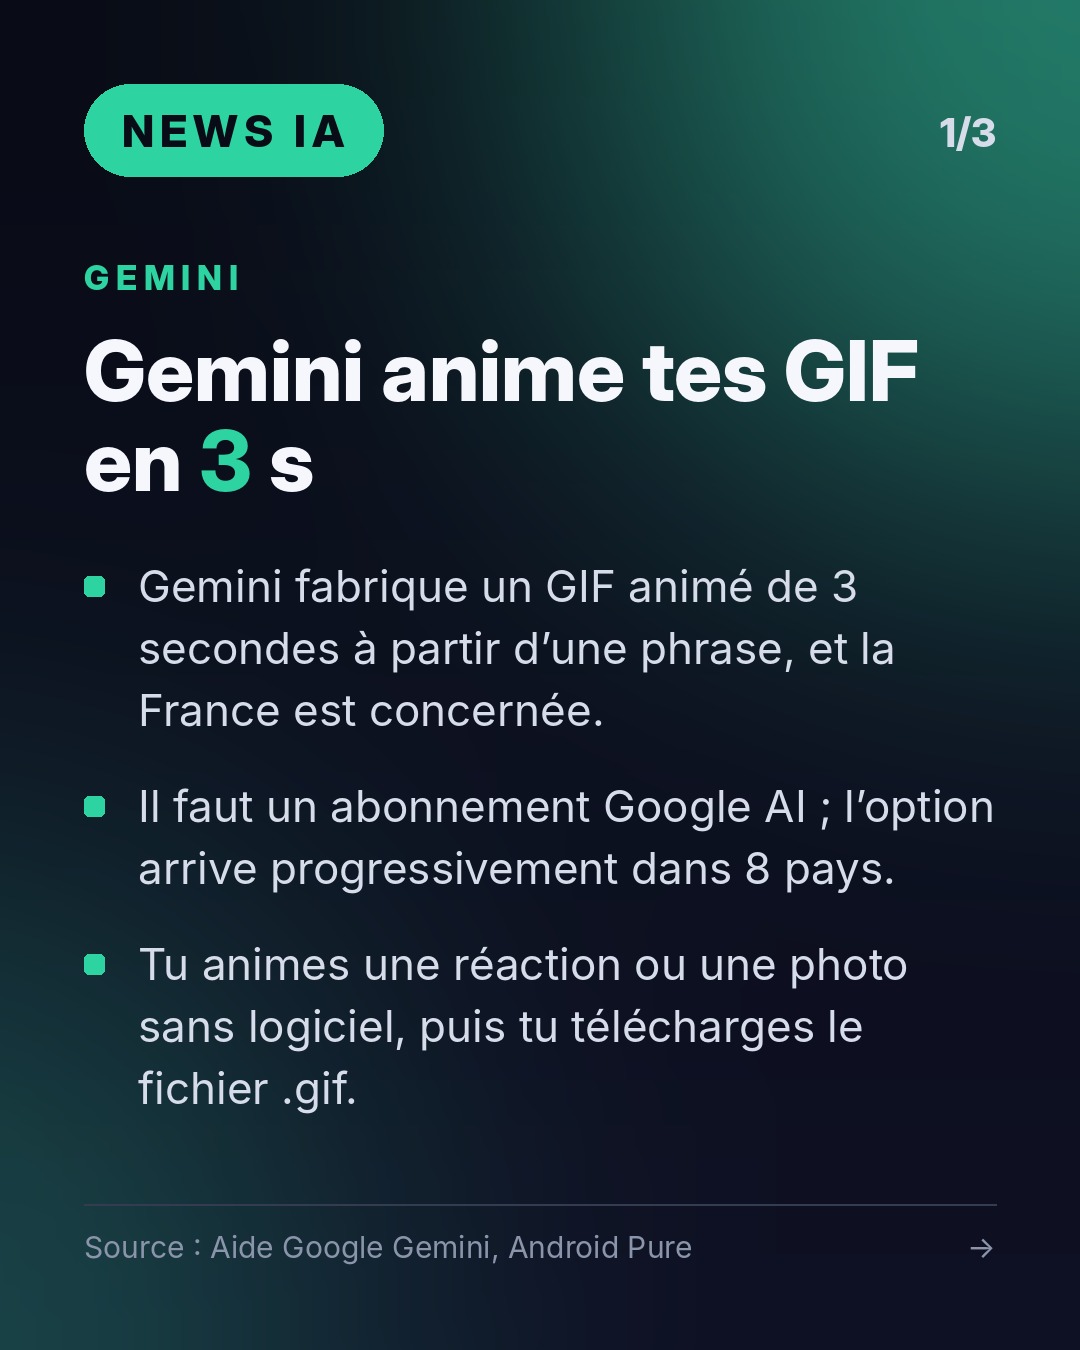 NEWS IA
1/3
GEMINI
Gemini anime tes GIF
en 3 s
Gemini fabrique un GIF animé de 3
secondes à partir d’une phrase, et la
France est concernée.
Il faut un abonnement Google AI ; l’option
arrive progressivement dans 8 pays.
Tu animes une réaction ou une photo
sans logiciel, puis tu télécharges le
fichier .gif.
Source : Aide Google Gemini, Android Pure
→